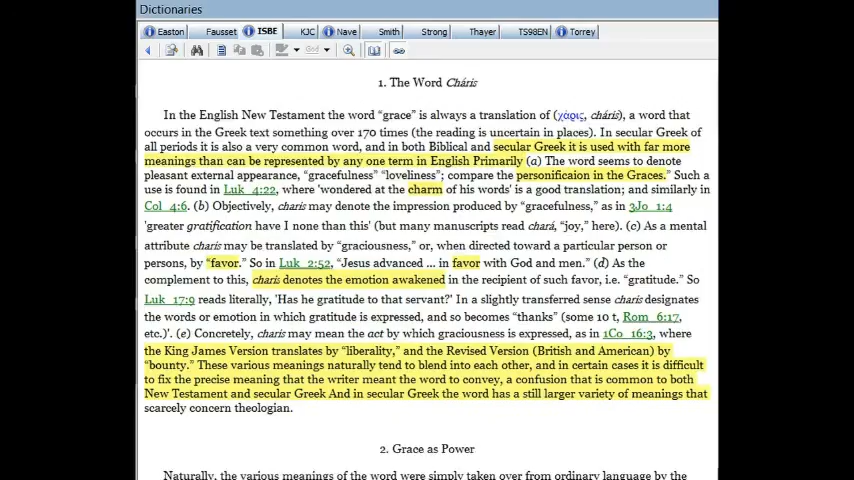 Dictionaries
Easton Fausset ISBE KJC Nave Smith Strong Thayer TS98EN Torrey
God
1. The Word Cháris
In the English New Testament the word “grace” is always a translation of (χάρις, cháris), a word that
occurs in the Greek text something over 170 times (the reading is uncertain in places). In secular Greek of
all periods it is also a very common word, and in both Biblical and secular Greek it is used with far more
meanings than can be represented by any one term in English Primarily (a) The word seems to denote
pleasant external appearance, “gracefulness” “loveliness”; compare the “personificaion in the Graces.” Such a
use is found in Luk_4:22, where 'wondered at the charm of his words' is a good translation; and similarly in
Col_4:6. (b) Objectively, charis may denote the impression produced by “gracefulness,” as in 3Jo_1:4
'greater gratification have I none than this' (but many manuscripts read chará, “joy,” here). (c) As a mental
attribute charis may be translated by “graciousness,” or, when directed toward a particular person or
persons, by “favor.” So in Luk_2:52, “Jesus advanced ... in favor with God and men.” (d) As the
complement to this, charis denotes the emotion awakened in the recipient of such favor, i.e. “gratitude.” So
Luk_17:9 reads literally, 'Has he gratitude to that servant?' In a slightly transferred sense charis designates
the words or emotion in which gratitude is expressed, and so becomes “thanks” (some 10 t, Rom_6:17,
etc.)'. (e) Concretely, charis may mean the act by which graciousness is expressed, as in 1Co_16:3, where
the King James Version translates by “liberality,” and the Revised Version (British and American) by
“bounty.” These various meanings naturally tend to blend into each other, and in certain cases it is difficult
to fix the precise meaning that the writer meant the word to convey, a confusion that is common to both
New Testament and secular Greek And in secular Greek the word has a still larger variety of meanings that
scarcely concern theologian.
2. Grace as Power
Naturally, the various meanings of the word were simply taken over from ordinary language by the